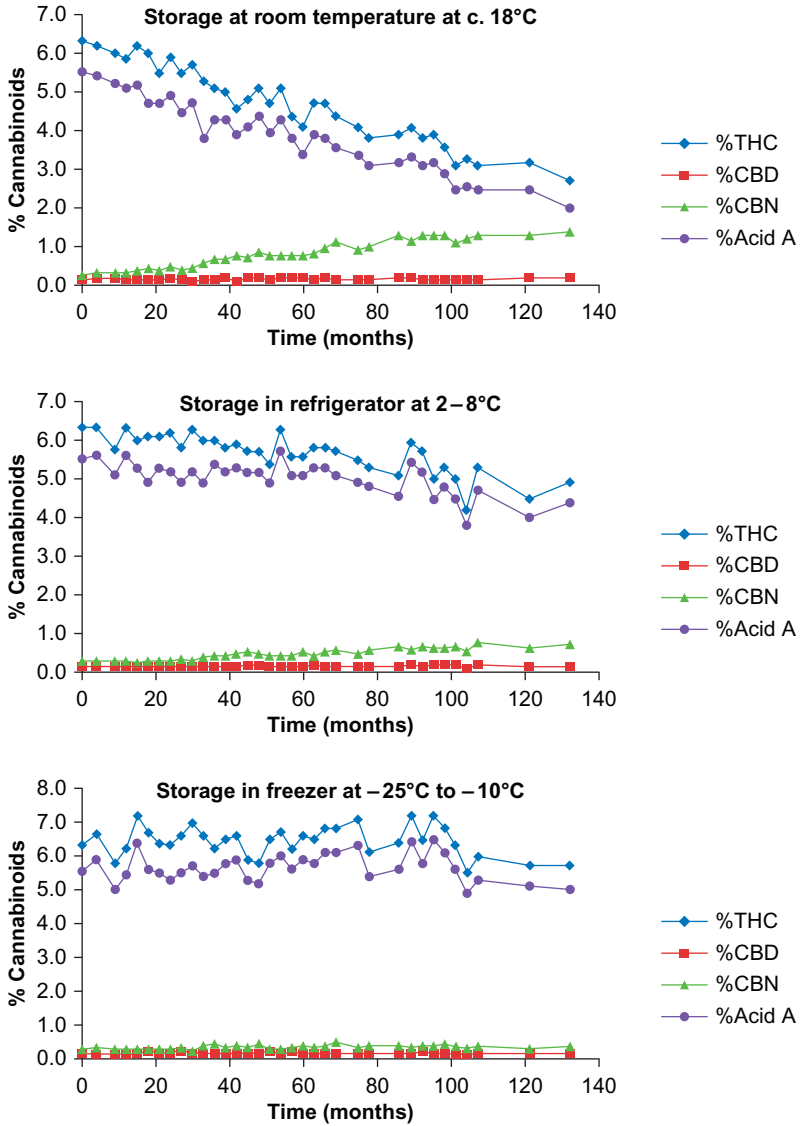 Storage at room temperature at c. 18°C
% Cannabinoids
7.0
6.0
5.0
4.0
3.0
2.0
1.0
0.0
0 20 40 60 80 100 120 140
Time (months)
%THC
%CBD
%CBN
%Acid A
Storage in refrigerator at 2–8°C
% Cannabinoids
7.0
6.0
5.0
4.0
3.0
2.0
1.0
0.0
0 20 40 60 80 100 120 140
Time (months)
%THC
%CBD
%CBN
%Acid A
Storage in freezer at –25°C to –10°C
% Cannabinoids
8.0
7.0
6.0
5.0
4.0
3.0
2.0
1.0
0.0
0 20 40 60 80 100 120 140
Time (months)
%THC
%CBD
%CBN
%Acid A